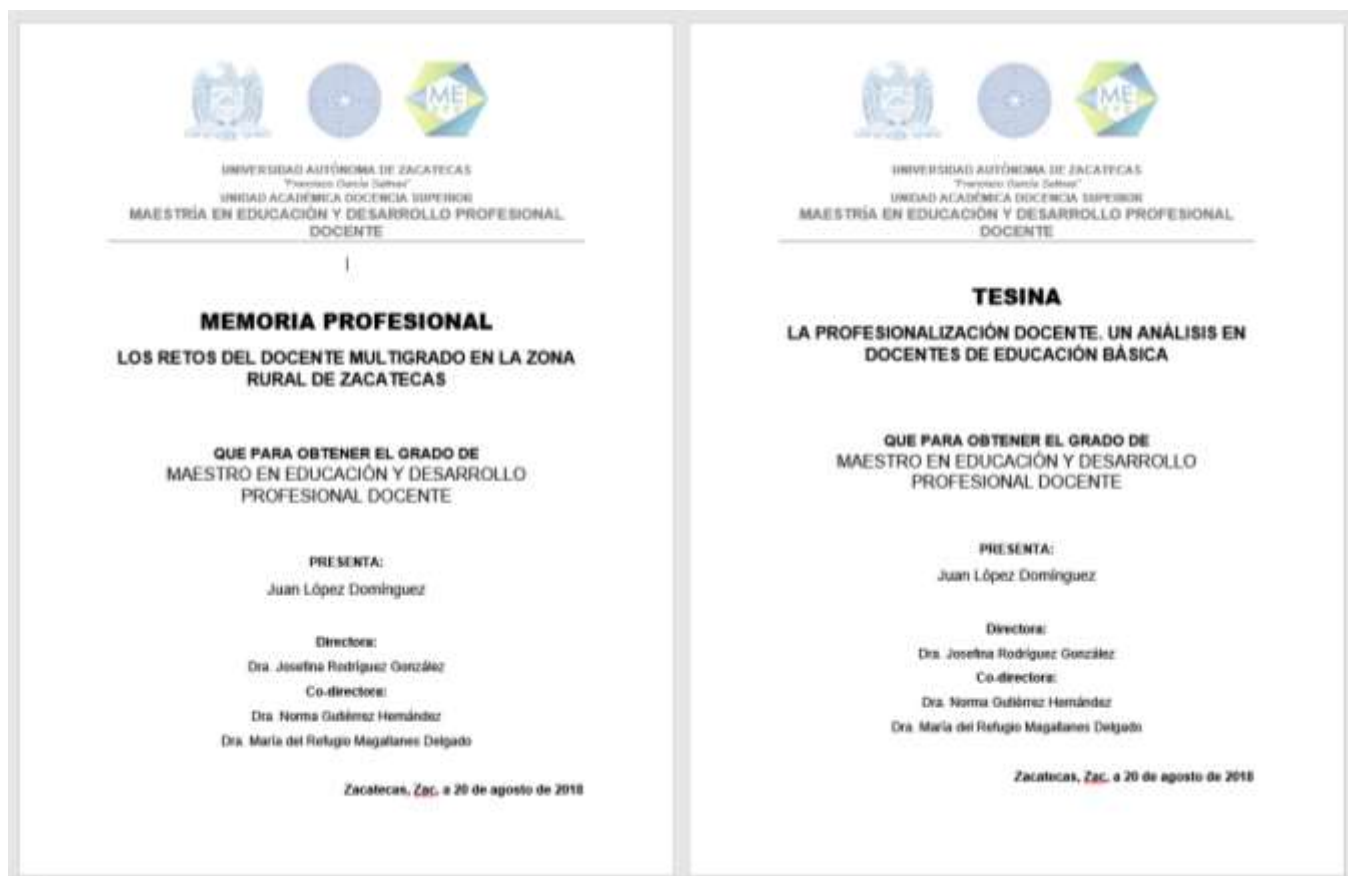 ME
UNIVERSIDAD AUTÓNOMA DE ZACATECAS
"Francisco García Salinas"
UNIDAD ACADÉMICA DOCENCIA SUPERIOR
MAESTRÍA EN EDUCACIÓN Y DESARROLLO PROFESIONAL
DOCENTE
MEMORIA PROFESIONAL
LOS RETOS DEL DOCENTE MULTIGRADO EN LA ZONA
RURAL DE ZACATECAS
QUE PARA OBTENER EL GRADO DE
MAESTRO EN EDUCACIÓN Y DESARROLLO
PROFESIONAL DOCENTE
PRESENTA:
Juan López Domínguez
Directora:
Dra. Josefina Rodríguez González
Co-directora:
Dra. Norma Gutiérrez Hernández
Dra. María del Refugio Magallanes Delgado
Zacatecas, Zac. a 20 de agosto de 2018
ME
UNIVERSIDAD AUTÓNOMA DE ZACATECAS
"Francisco García Salinas"
UNIDAD ACADÉMICA DOCENCIA SUPERIOR
MAESTRÍA EN EDUCACIÓN Y DESARROLLO PROFESIONAL
DOCENTE
TESINA
LA PROFESIONALIZACIÓN DOCENTE. UN ANÁLISIS EN
DOCENTES DE EDUCACIÓN BÁSICA
QUE PARA OBTENER EL GRADO DE
MAESTRO EN EDUCACIÓN Y DESARROLLO
PROFESIONAL DOCENTE
PRESENTA:
Juan López Domínguez
Directora:
Dra. Josefina Rodríguez González
Co-directora:
Dra. Norma Gutiérrez Hernández
Dra. María del Refugio Magallanes Delgado
Zacatecas, Zac. a 20 de agosto de 2018